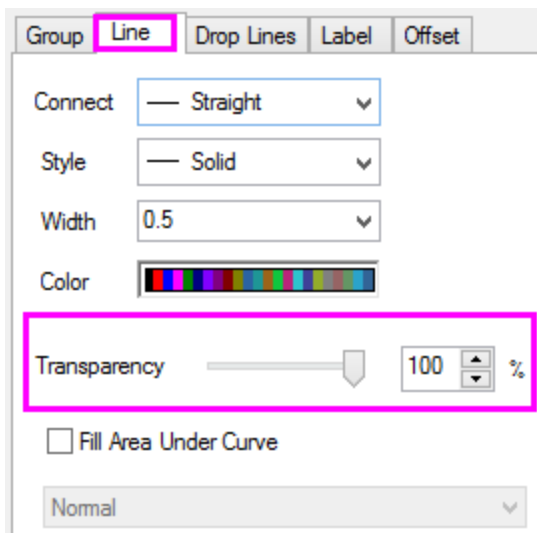 Group Line Drop Lines Label Offset
Connect Straight
Style Solid
Width 0.5
Color
Transparency 100 %
Fill Area Under Curve
Normal